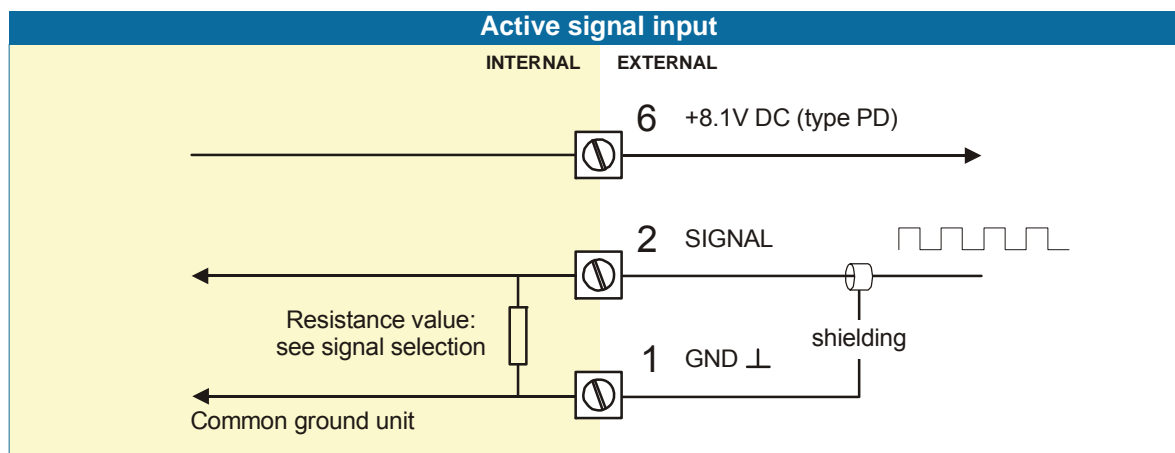 Active signal input
INTERNAL EXTERNAL
6 +8.1V DC (type PD)
2 SIGNAL
Resistance value:
see signal selection
shielding
1 GND ⊥
Common ground unit